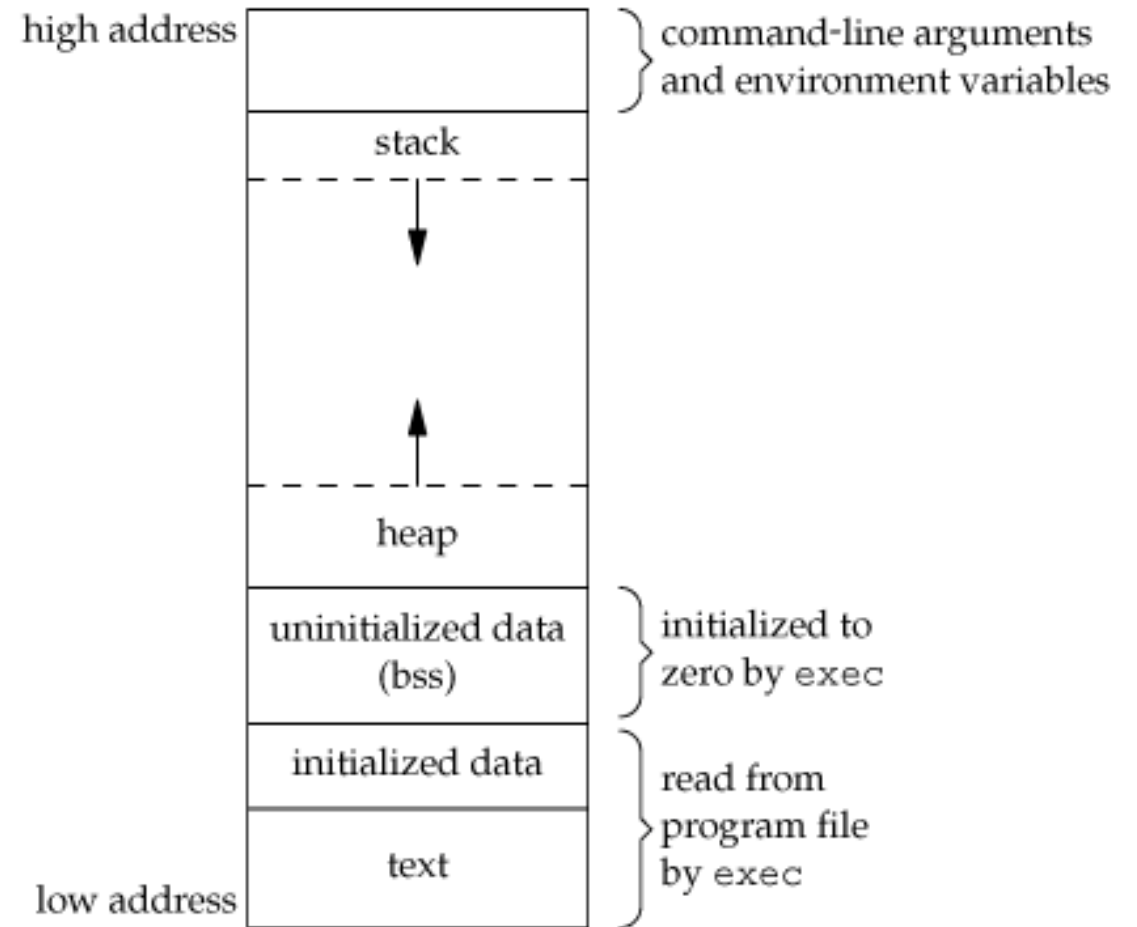 high address
command-line arguments
and environment variables
stack
heap
uninitialized data
(bss)
initialized to
zero by exec
initialized data
read from
program file
by exec
text
low address